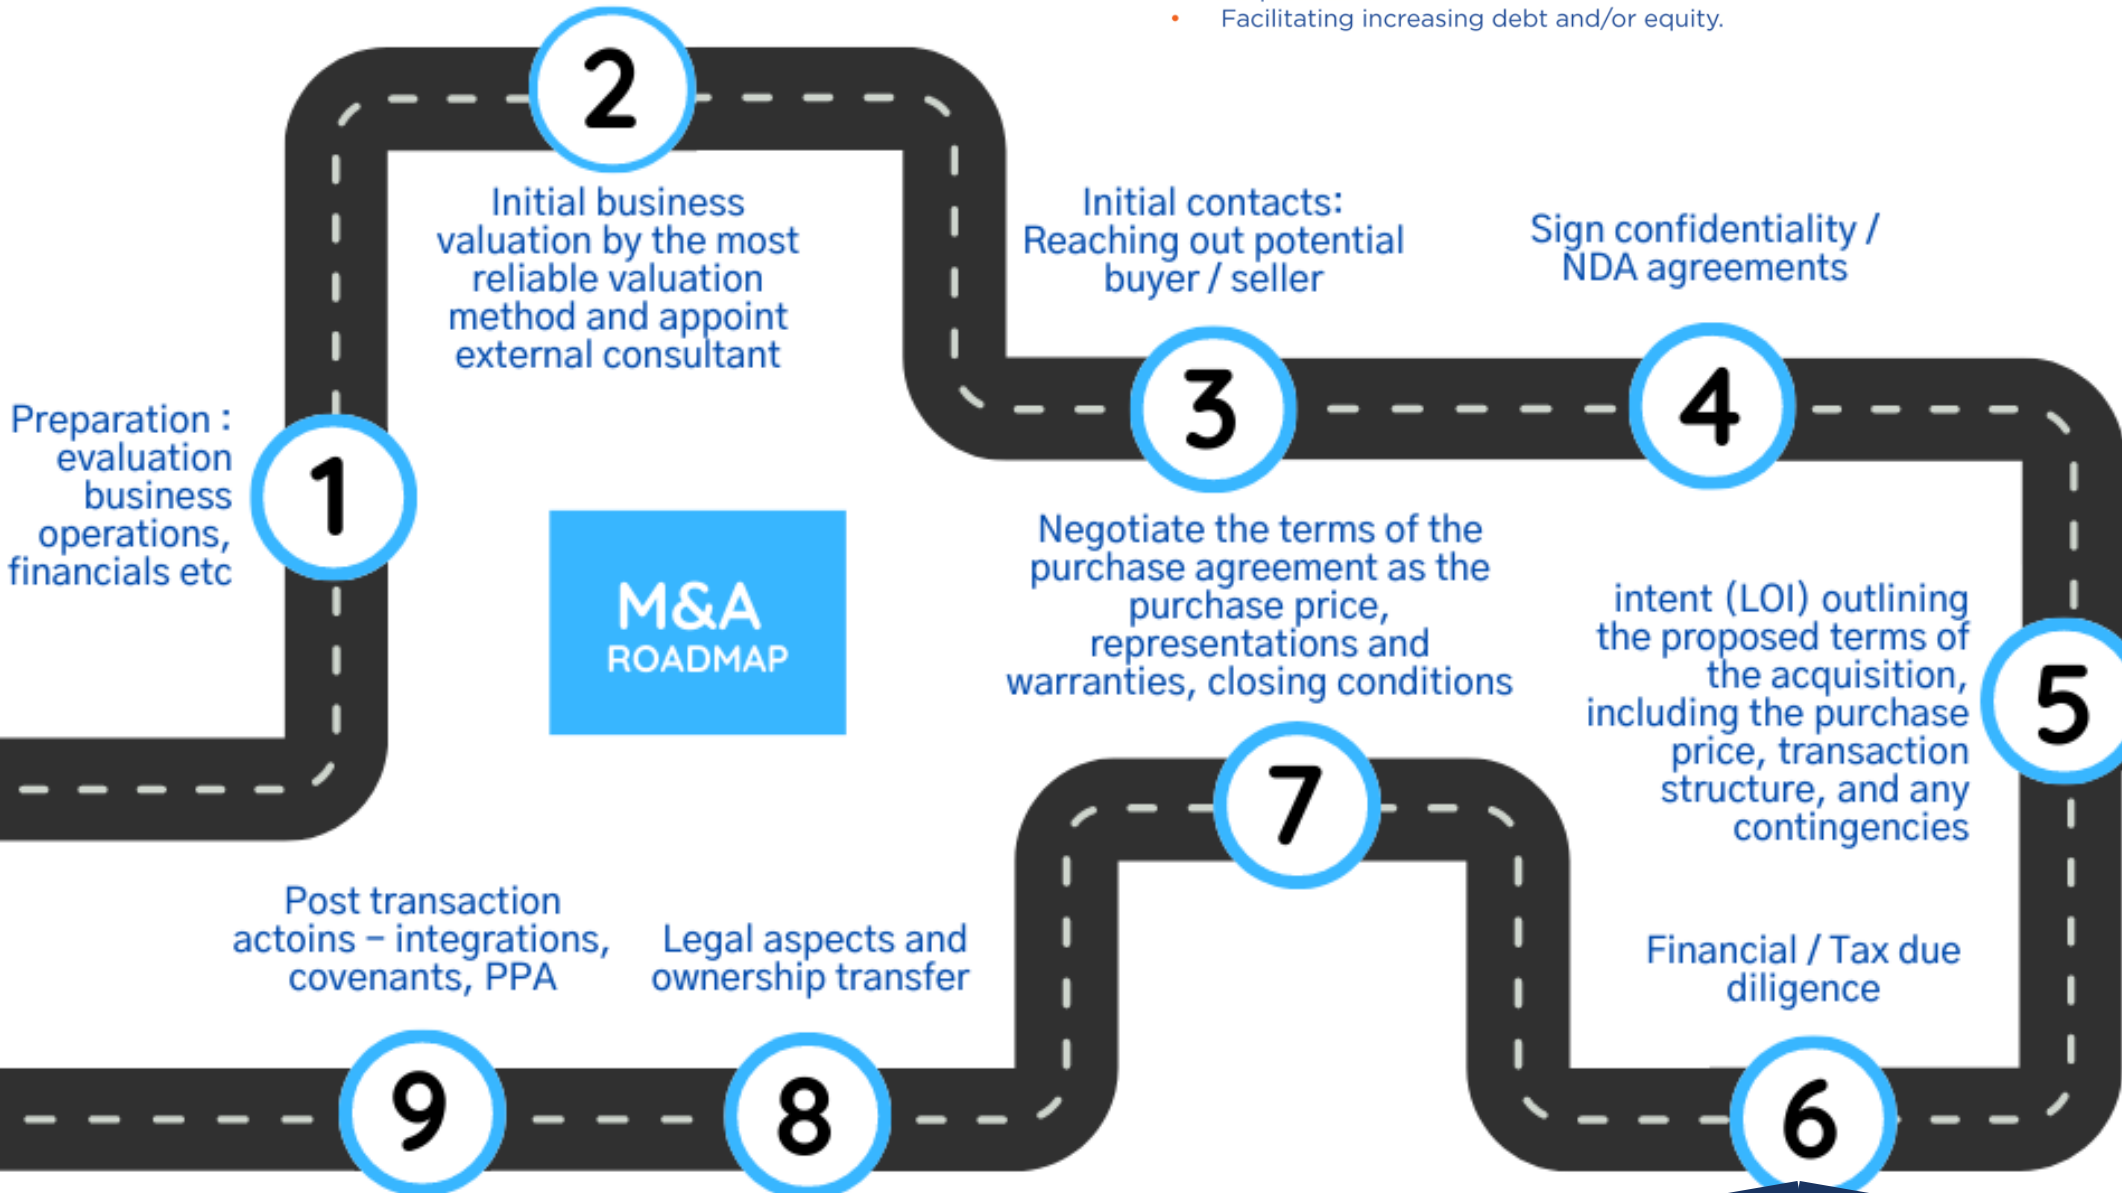 • Facilitating increasing debt and/or equity.
2
Initial business
valuation by the most
reliable valuation
method and appoint
external consultant
Initial contacts:
Reaching out potential
buyer / seller
Sign confidentiality /
NDA agreements
3
4
Preparation :
evaluation
business
operations,
financials etc
1
M&A
ROADMAP
Negotiate the terms of the
purchase agreement as the
purchase price,
representations and
warranties, closing conditions
7
intent (LOI) outlining
the proposed terms of
the acquisition,
including the purchase
price, transaction
structure, and any
contingencies
5
Post transaction
actoins – integrations,
covenants, PPA
9
Legal aspects and
ownership transfer
8
Financial / Tax due
diligence
6